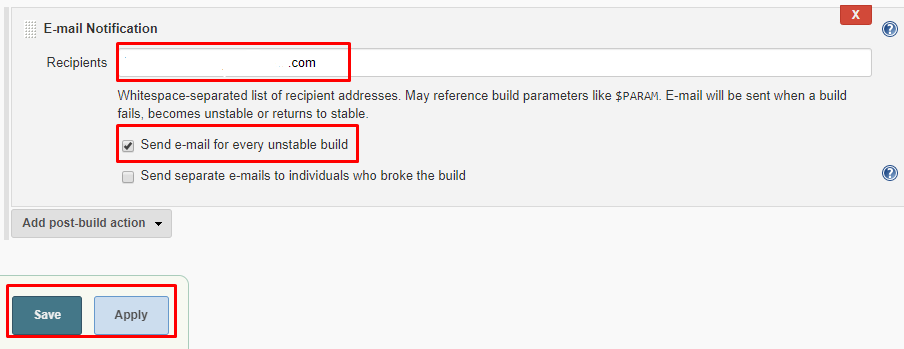 X
E-mail Notification
?
Recipients
.com
Whitespace-separated list of recipient addresses. May reference build parameters like $PARAM. E-mail will be sent when a build
fails, becomes unstable or returns to stable.
Send e-mail for every unstable build
Send separate e-mails to individuals who broke the build
?
Add post-build action
Save
Apply